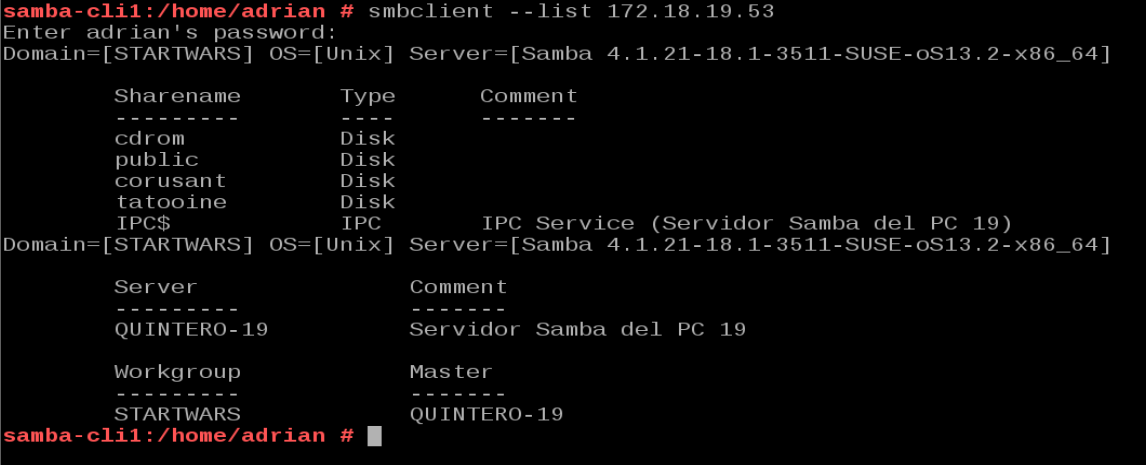 samba-cli1:/home/adrian # smbclient --list 172.18.19.53
Enter adrian's password:
Domain=[STARTWARS] OS=[Unix] Server=[Samba 4.1.21-18.1-3511-SUSE-oS13.2-x86_64]
Sharename Type Comment
--------- ---- -------
cdrom Disk
public Disk
corusant Disk
tatooine Disk
IPC$ IPC IPC Service (Servidor Samba del PC 19)
Domain=[STARTWARS] OS=[Unix] Server=[Samba 4.1.21-18.1-3511-SUSE-oS13.2-x86_64]
Server Comment
--------- -------
QUINTERO-19 Servidor Samba del PC 19
Workgroup Master
--------- -------
STARTWARS QUINTERO-19
samba-cli1:/home/adrian #